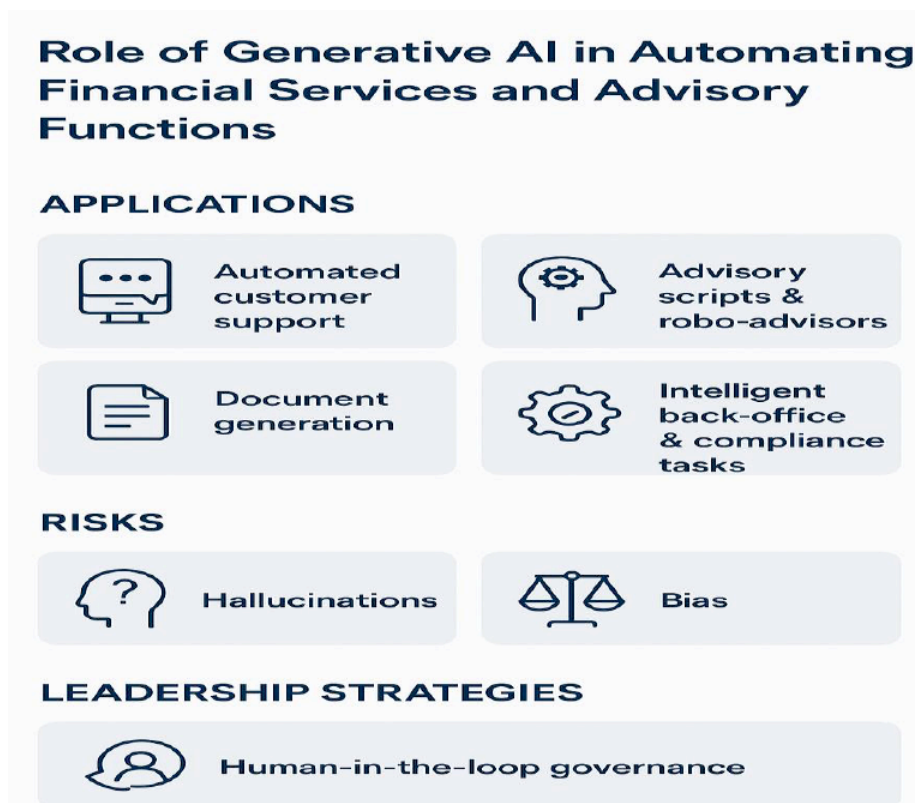 Role of Generative AI in Automating
Financial Services and Advisory
Functions
APPLICATIONS
Automated
customer
support
Advisory
scripts &
robo-advisors
Document
generation
Intelligent
back-office
& compliance
tasks
RISKS
?
Hallucinations
Bias
LEADERSHIP STRATEGIES
Human-in-the-loop governance